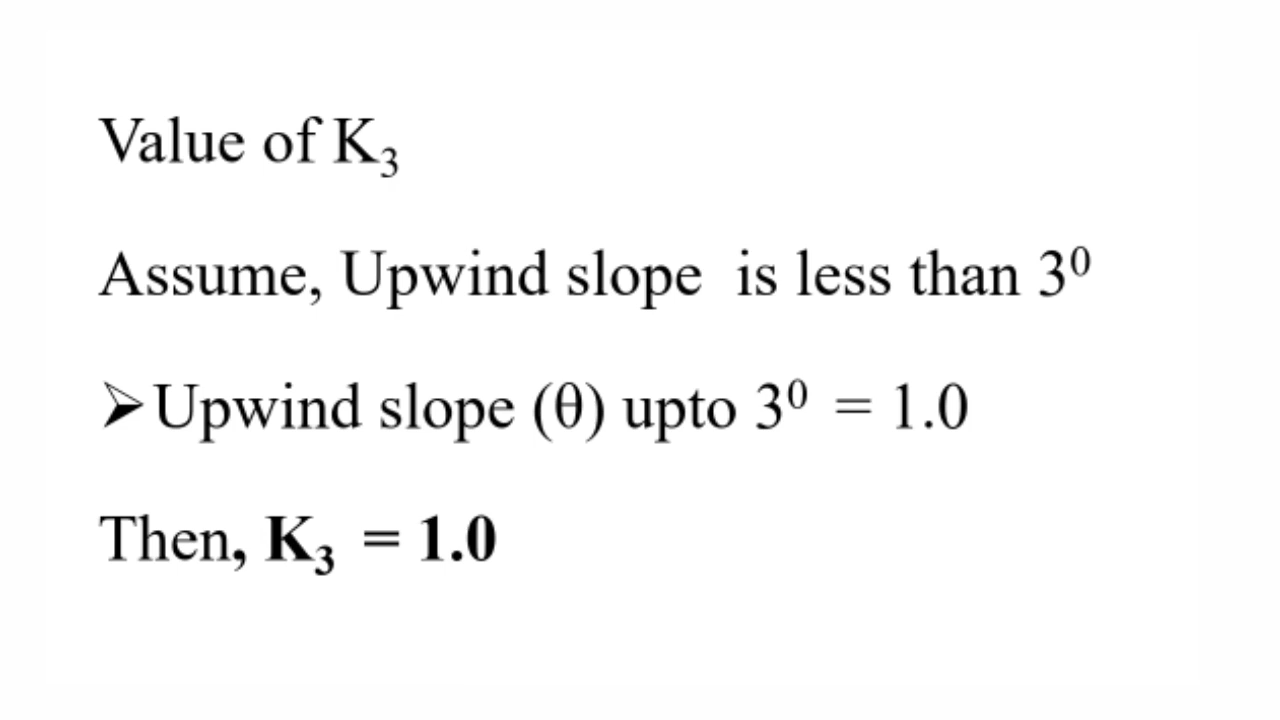 Value of K₃
Assume, Upwind slope  is less than 3⁰
➢Upwind slope (θ) upto 3⁰ = 1.0
Then, K₃ = 1.0